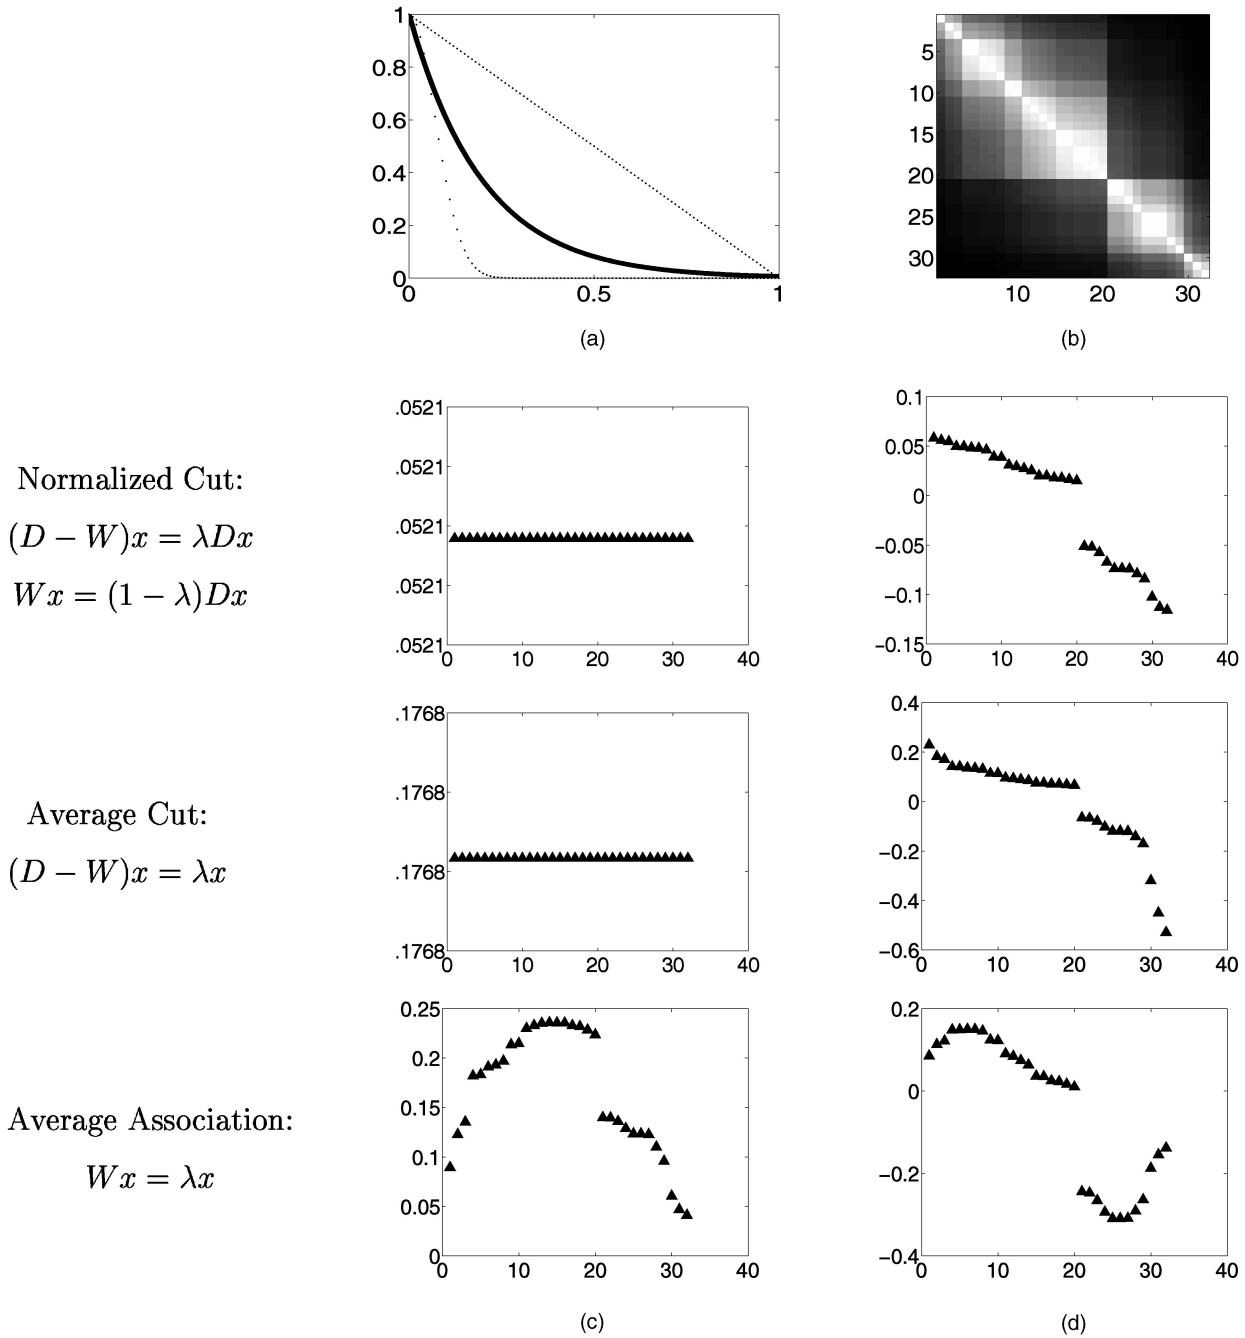 1
0.8
0.6
0.4
0.2
0
0 0.5 1
(a)
5
10
15
20
25
30
10 20 30
(b)
Normalized Cut:
(D − W)x = λDx
Wx = (1 − λ)Dx
.0521
.0521
.0521
.0521
.0521
0 10 20 30 40
0.1
0.05
0
−0.05
−0.1
−0.15
0 10 20 30 40
Average Cut:
(D − W)x = λx
.1768
.1768
.1768
.1768
0 10 20 30 40
0.4
0.2
0
−0.2
−0.4
−0.6
0 10 20 30 40
Average Association:
Wx = λx
0.25
0.2
0.15
0.1
0.05
0
0 10 20 30 40
(c)
0.2
0
−0.2
−0.4
0 10 20 30 40
(d)